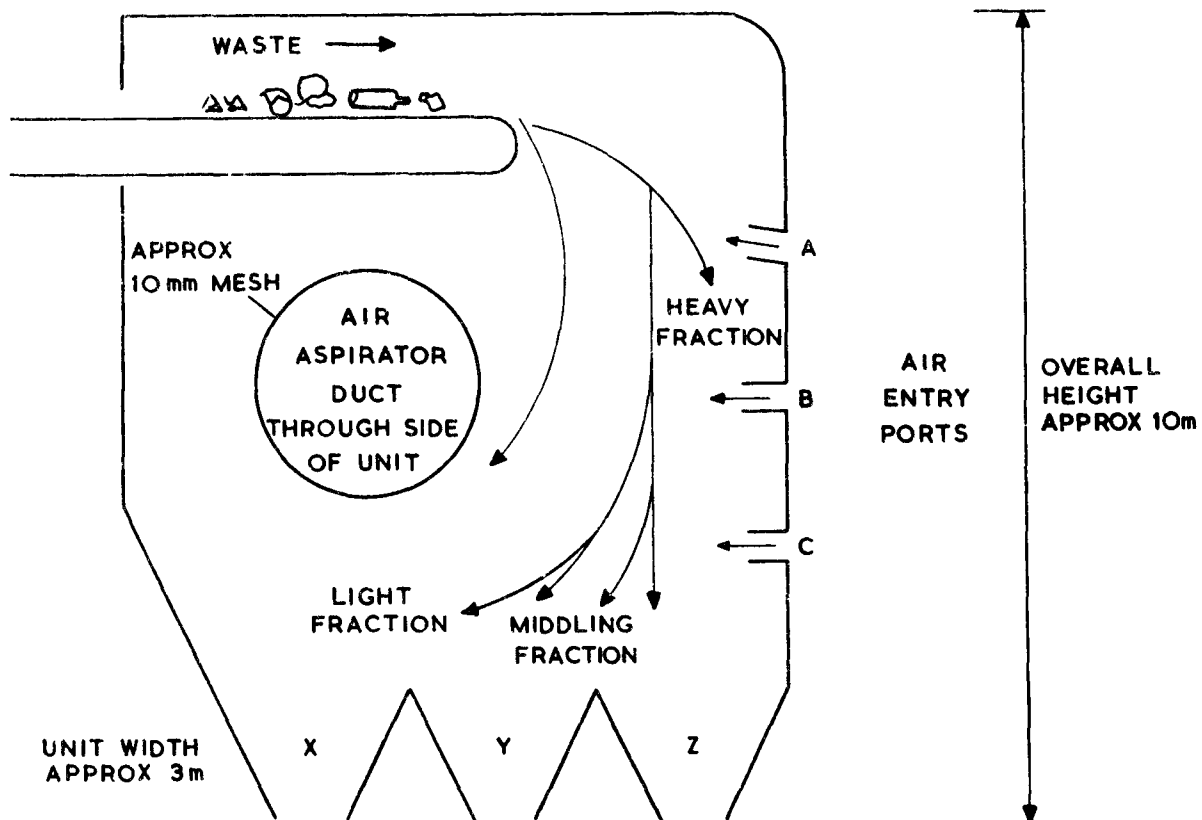 WASTE
APPROX
10 mm MESH
AIR
ASPIRATOR
DUCT
THROUGH SIDE
OF UNIT
HEAVY
FRACTION
A
B
C
AIR
ENTRY
PORTS
OVERALL
HEIGHT
APPROX 10m
LIGHT
FRACTION
MIDDLING
FRACTION
UNIT WIDTH
APPROX 3m
X
Y
Z